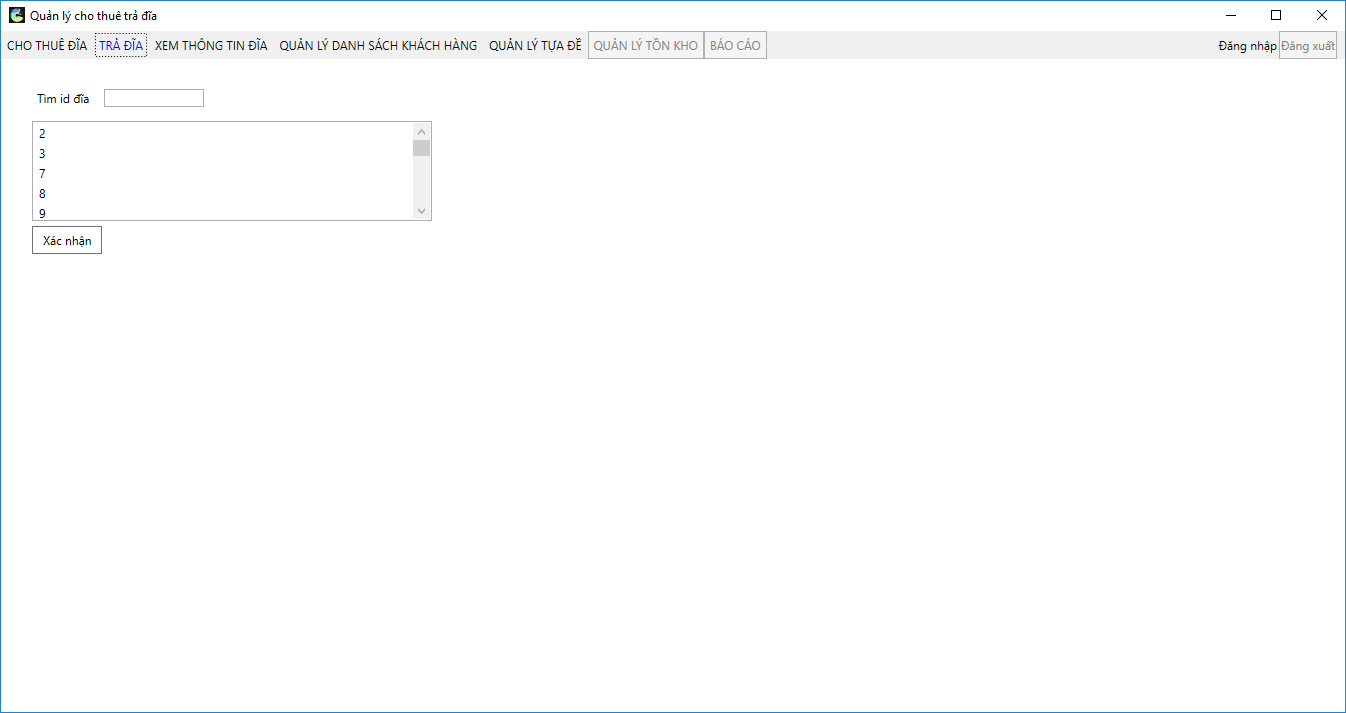 Quản lý cho thuê trả đĩa
CHO THUÊ ĐĨA TRẢ ĐĨA XEM THÔNG TIN ĐĨA QUẢN LÝ DANH SÁCH KHÁCH HÀNG QUẢN LÝ TỰA ĐỀ QUẢN LÝ TỒN KHO BÁO CÁO Đăng nhập Đăng xuất
Tìm id đĩa
2
3
7
8
9
Xác nhận